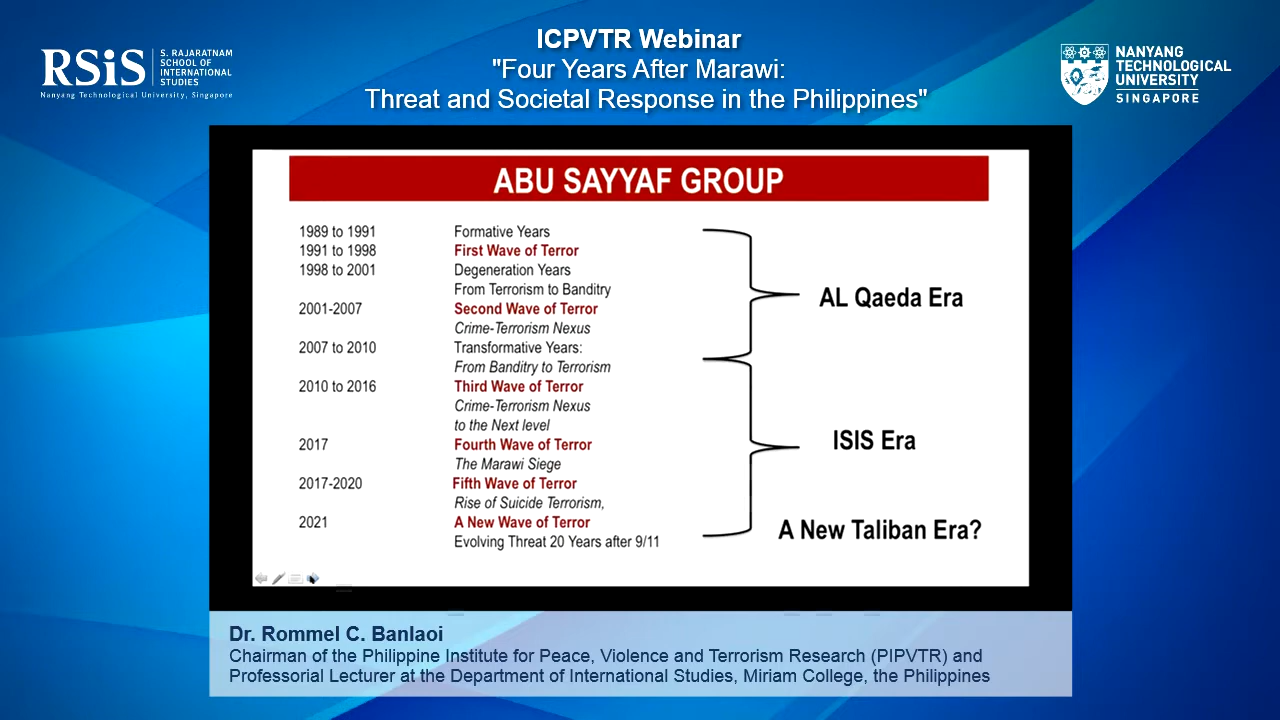 RSiS
S. RAJARATNAM
SCHOOL OF
INTERNATIONAL
STUDIES
Nanyang Technological University, Singapore
ICPVTR Webinar
"Four Years After Marawi:
Threat and Societal Response in the Philippines"
NANYANG
TECHNOLOGICAL
UNIVERSITY
SINGAPORE
ABU SAYYAF GROUP
1989 to 1991 Formative Years
1991 to 1998 First Wave of Terror
1998 to 2001 Degeneration Years
From Terrorism to Banditry
2001-2007 Second Wave of Terror
Crime-Terrorism Nexus
2007 to 2010 Transformative Years:
From Banditry to Terrorism
2010 to 2016 Third Wave of Terror
Crime-Terrorism Nexus
to the Next level
2017 Fourth Wave of Terror
The Marawi Siege
2017-2020 Fifth Wave of Terror
Rise of Suicide Terrorism,
2021 A New Wave of Terror
Evolving Threat 20 Years after 9/11
AL Qaeda Era
ISIS Era
A New Taliban Era?
Dr. Rommel C. Banlaoi
Chairman of the Philippine Institute for Peace, Violence and Terrorism Research (PIPVTR) and
Professorial Lecturer at the Department of International Studies, Miriam College, the Philippines